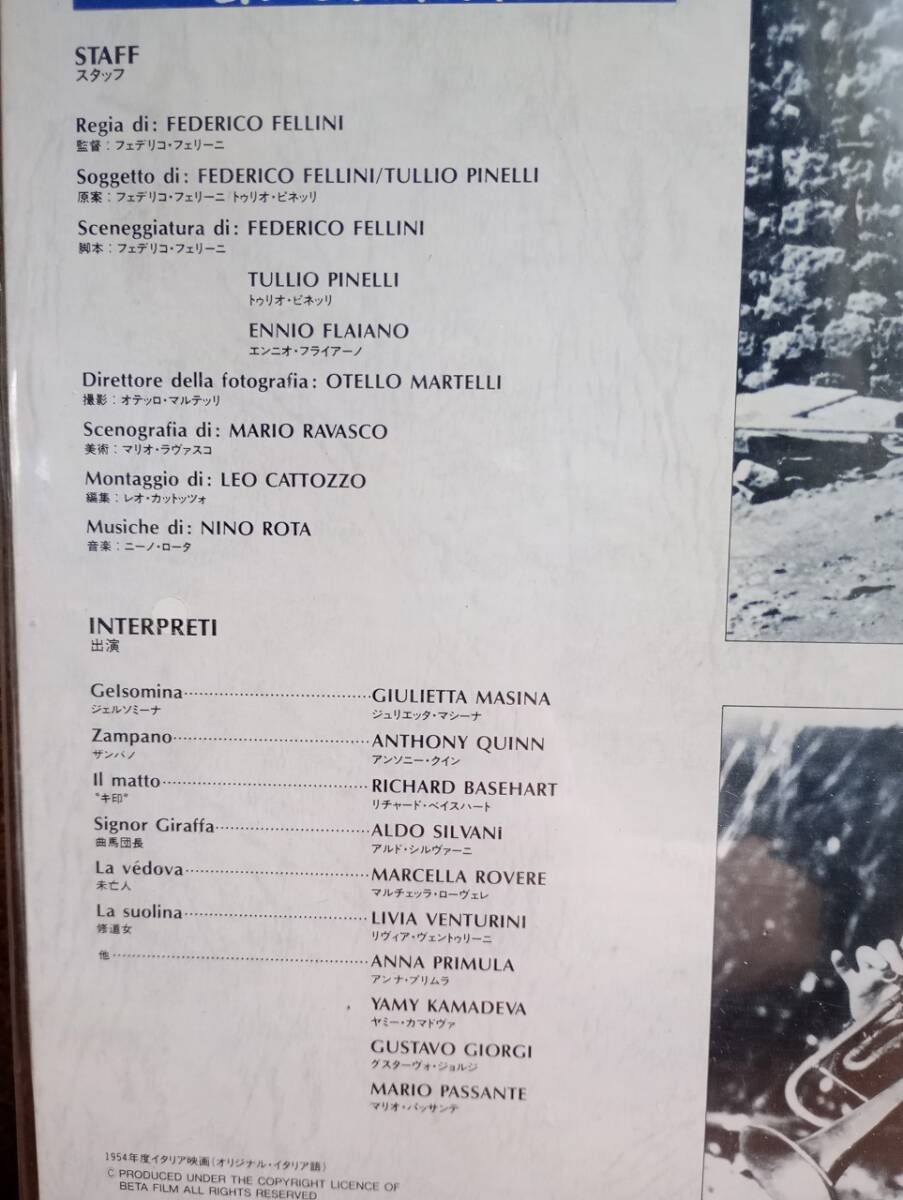 STAFF
スタッフ
Regia di: FEDERICO FELLINI
監督：フェデリコ・フェリーニ
Soggetto di: FEDERICO FELLINI/TULLIO PINELLI
原案：フェデリコ・フェリーニ/トゥリオ・ピネッリ
Sceneggiatura di: FEDERICO FELLINI
脚本：フェデリコ・フェリーニ
TULLIO PINELLI
トゥリオ・ピネッリ
ENNIO FLAIANO
エンニオ・フライアーノ
Direttore della fotografia: OTELLO MARTELLI
撮影：オテッロ・マルテッリ
Scenografia di: MARIO RAVASCO
美術：マリオ・ラヴァスコ
Montaggio di: LEO CATTOZZO
編集：レオ・カットッツォ
Musiche di: NINO ROTA
音楽：ニーノ・ロータ
INTERPRETI
出演
Gelsomina……………………………GIULIETTA MASINA
ジェルソミーナ ジュリエッタ・マシーナ
Zampano……………………………ANTHONY QUINN
ザンパノ アンソニー・クイン
Il matto……………………………RICHARD BASEHART
"キ印" リチャード・ベイスハート
Signor Giraffa……………………………ALDO SILVANi
曲馬団長 アルド・シルヴァーニ
La védova……………………………MARCELLA ROVERE
未亡人 マルチェッラ・ローヴェレ
La suolina……………………………LIVIA VENTURINI
修道女 リヴィア・ヴェントゥリーニ
他……………………………ANNA PRIMULA
アンナ・プリムラ
YAMY KAMADEVA
ヤミー・カマドヴァ
GUSTAVO GIORGI
グスターヴォ・ジョルジ
MARIO PASSANTE
マリオ・パッサンテ
1954年度イタリア映画（オリジナル・イタリア語）
© PRODUCED UNDER THE COPYRIGHT LICENCE OF
BETA FILM ALL RIGHTS RESERVED